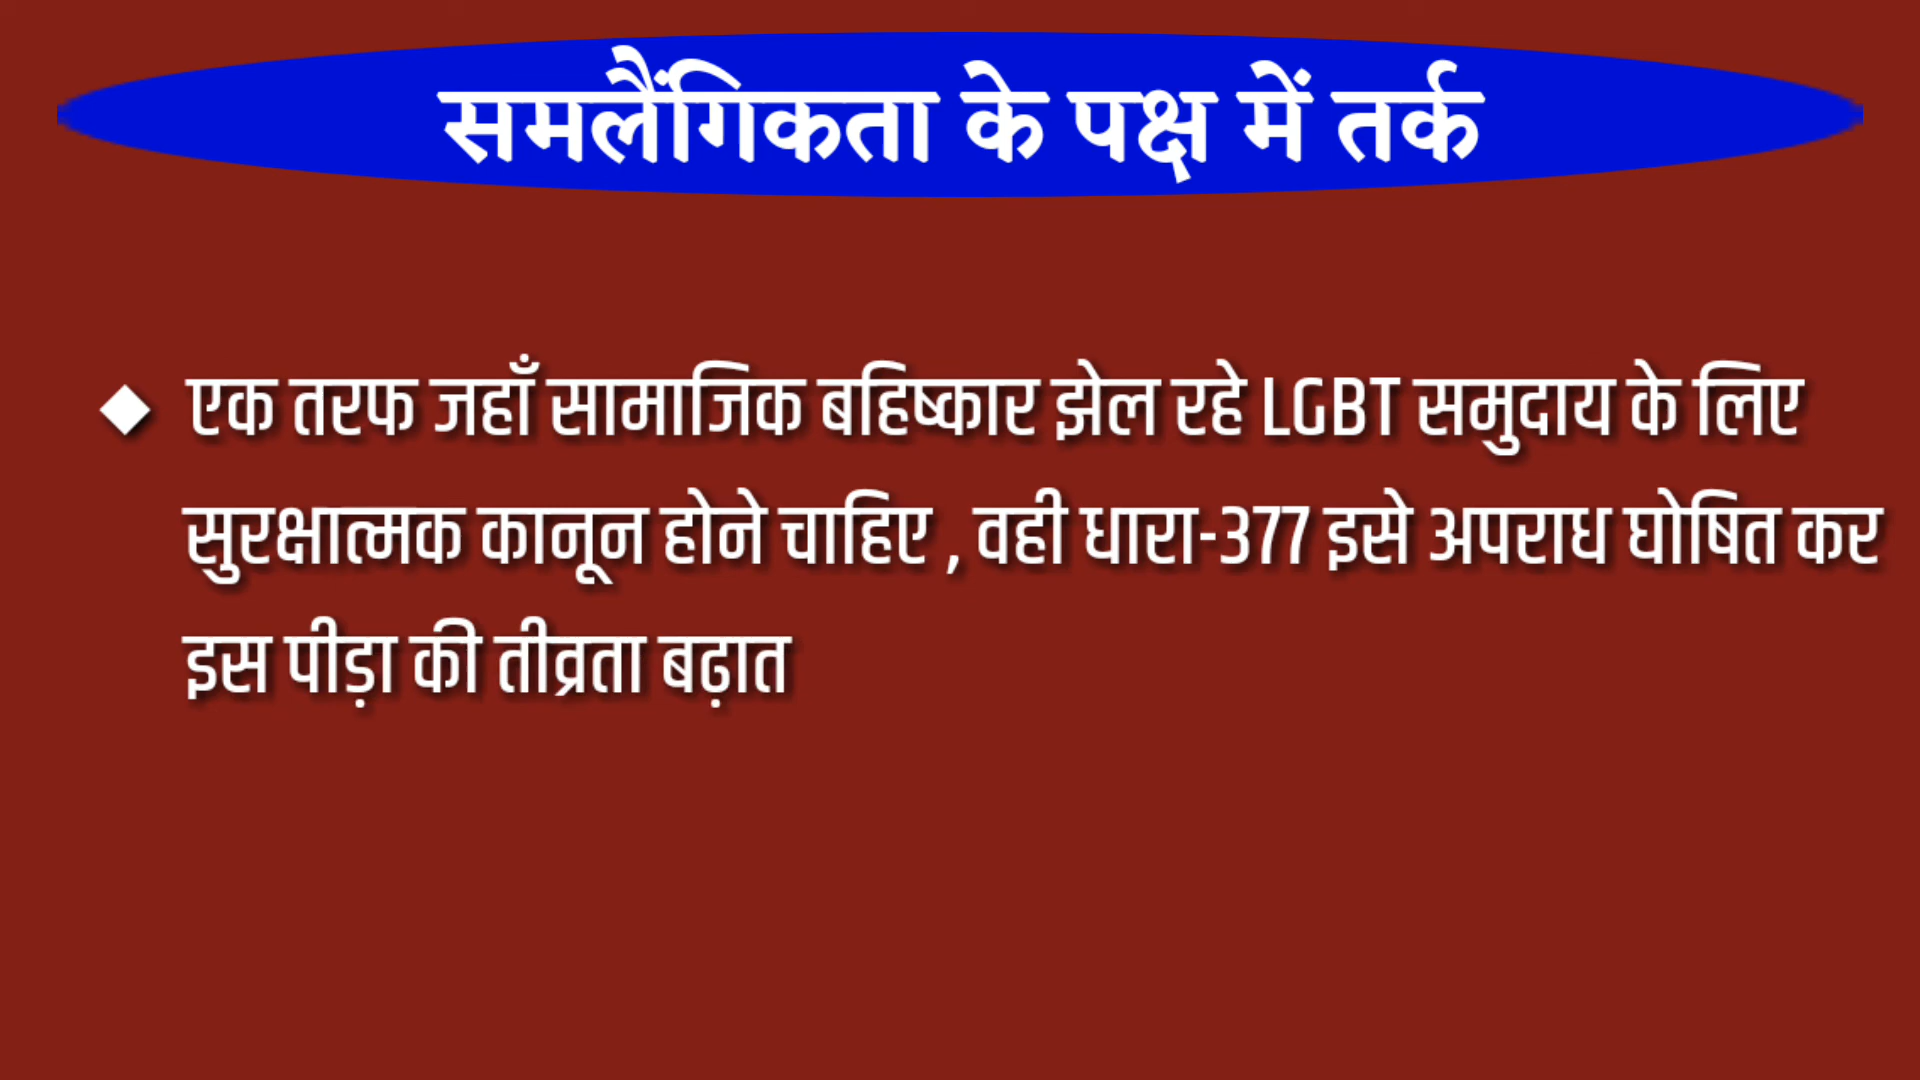 समलैंगिकता के पक्ष में तर्क
◆ एक तरफ जहाँ सामाजिक बहिष्कार झेल रहे LGBT समुदाय के लिए
सुरक्षात्मक कानून होने चाहिए , वही धारा-377 इसे अपराध घोषित कर
इस पीड़ा की तीव्रता बढ़ात